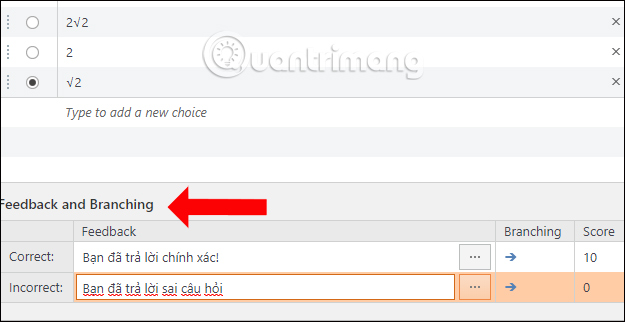 2√2
2
√2
Quantrimang
Type to add a new choice
Feedback and Branching
Feedback Branching Score
Correct: Bạn đã trả lời chính xác! ... 10
Incorrect: Bạn đã trả lời sai câu hỏi ... 0